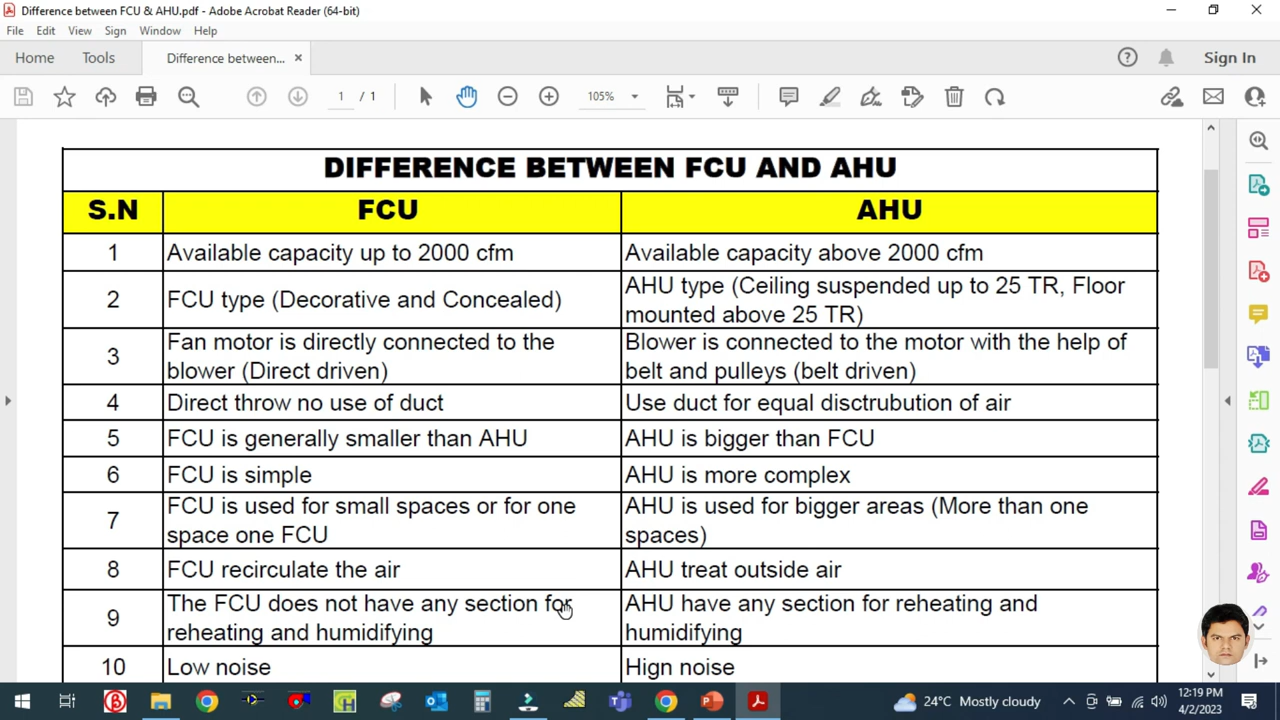 Difference between FCU & AHU.pdf - Adobe Acrobat Reader (64-bit)
File Edit View Sign Window Help
Home Tools Difference between... Sign In
1 / 1 105%
DIFFERENCE BETWEEN FCU AND AHU
S.N FCU AHU
1 Available capacity up to 2000 cfm Available capacity above 2000 cfm
2 FCU type (Decorative and Concealed) AHU type (Ceiling suspended up to 25 TR, Floor
mounted above 25 TR)
3 Fan motor is directly connected to the
blower (Direct driven)
Blower is connected to the motor with the help of
belt and pulleys (belt driven)
4 Direct throw no use of duct Use duct for equal disctrubution of air
5 FCU is generally smaller than AHU AHU is bigger than FCU
6 FCU is simple AHU is more complex
7 FCU is used for small spaces or for one
space one FCU
AHU is used for bigger areas (More than one
spaces)
8 FCU recirculate the air AHU treat outside air
9 The FCU does not have any section for
reheating and humidifying
AHU have any section for reheating and
humidifying
10 Low noise Hign noise
24°C Mostly cloudy 12:19 PM
4/2/2023